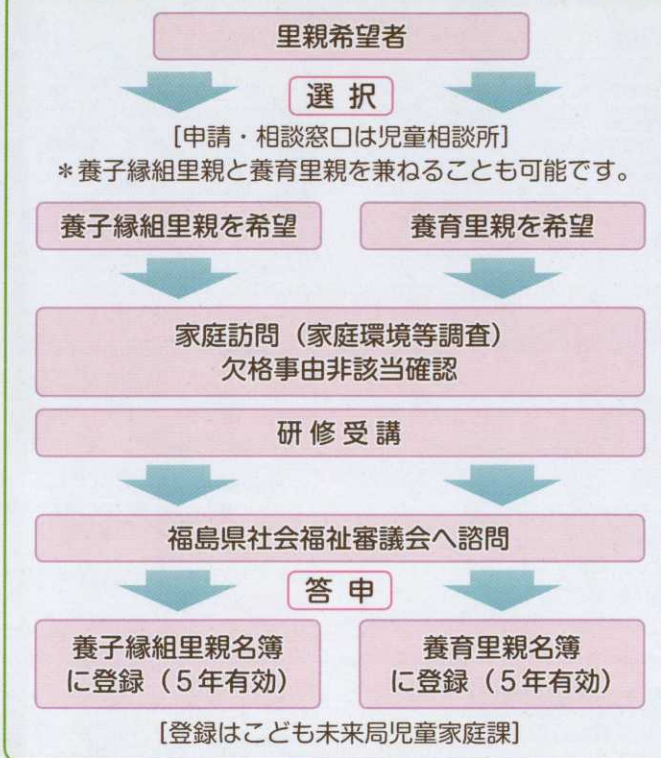 里親希望者
選 択
[申請・相談窓口は児童相談所]
＊養子縁組里親と養育里親を兼ねることも可能です。
養子縁組里親を希望
養育里親を希望
家庭訪問（家庭環境等調査）
欠格事由非該当確認
研 修 受 講
福島県社会福祉審議会へ諮問
答 申
養子縁組里親名簿
に登録（５年有効）
養育里親名簿
に登録（５年有効）
[登録はこども未来局児童家庭課]